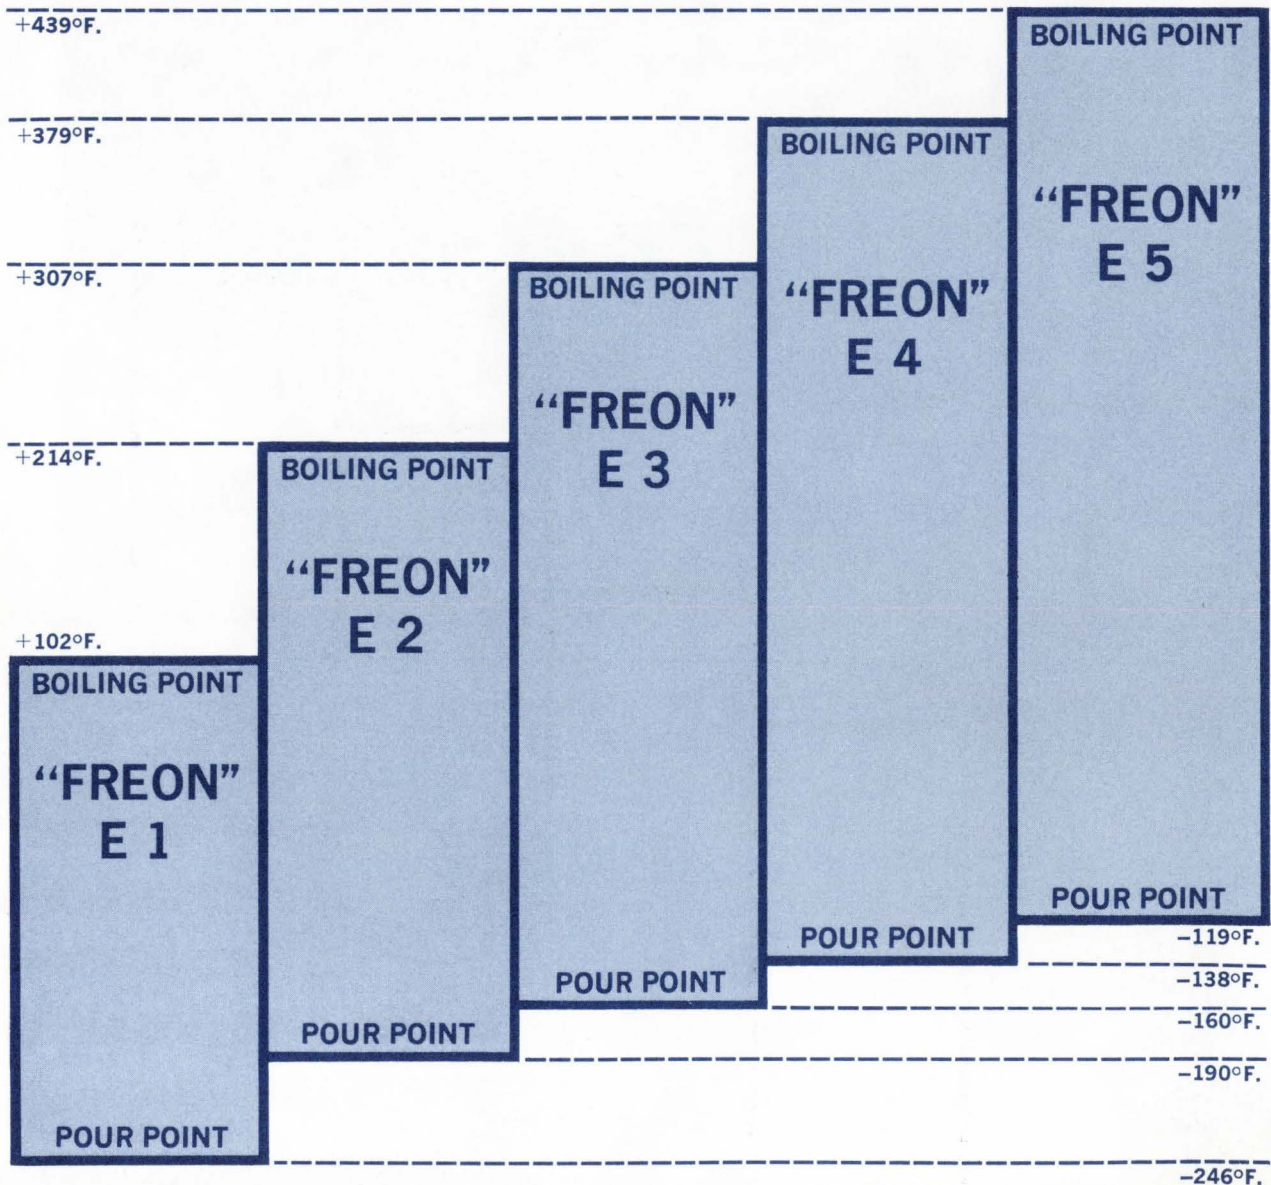 +439°F.
BOILING POINT
+379°F.
BOILING POINT
“FREON”
E 5
+307°F.
BOILING POINT
“FREON”
E 4
“FREON”
E 3
+214°F.
BOILING POINT
“FREON”
E 2
+102°F.
BOILING POINT
“FREON”
E 1
POUR POINT
–119°F.
POUR POINT
–138°F.
POUR POINT
–160°F.
POUR POINT
–190°F.
POUR POINT
–246°F.